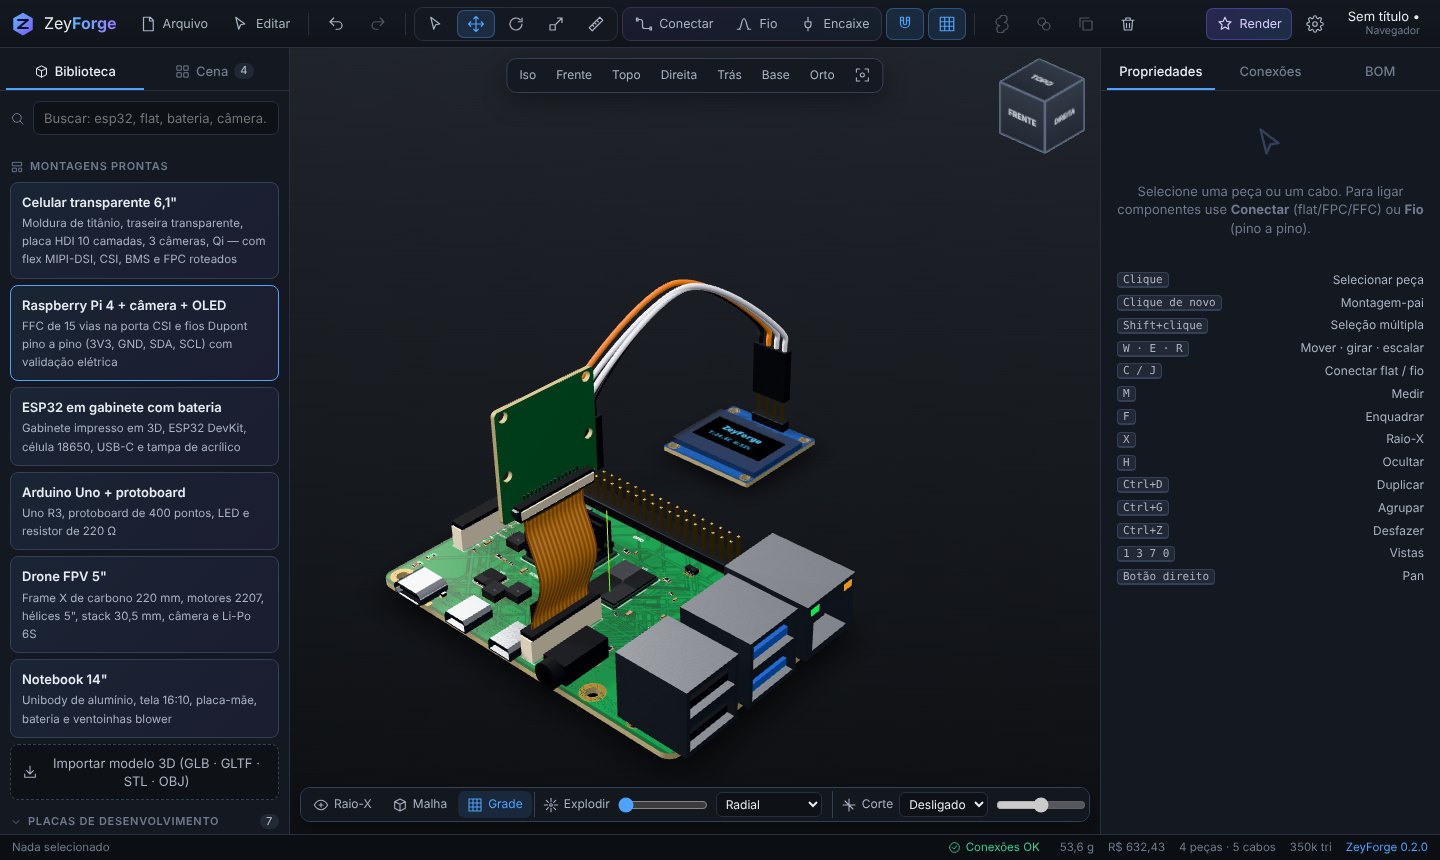 ZeyForge
Arquivo
Editar
Conectar
Fio
Encaixe
Render
Sem título •
Navegador
Biblioteca
Cena 4
Buscar: esp32, flat, bateria, câmera.
MONTAGENS PRONTAS
Celular transparente 6,1"
Moldura de titânio, traseira transparente,
placa HDI 10 camadas, 3 câmeras, Qi — com
flex MIPI-DSI, CSI, BMS e FPC roteados
Raspberry Pi 4 + câmera + OLED
FFC de 15 vias na porta CSI e fios Dupont
pino a pino (3V3, GND, SDA, SCL) com
validação elétrica
ESP32 em gabinete com bateria
Gabinete impresso em 3D, ESP32 DevKit,
célula 18650, USB-C e tampa de acrílico
Arduino Uno + protoboard
Uno R3, protoboard de 400 pontos, LED e
resistor de 220 Ω
Drone FPV 5"
Frame X de carbono 220 mm, motores 2207,
hélices 5", stack 30,5 mm, câmera e Li-Po
6S
Notebook 14"
Unibody de alumínio, tela 16:10, placa-mãe,
bateria e ventoinhas blower
Importar modelo 3D (GLB · GLTF ·
STL · OBJ)
PLACAS DE DESENVOLVIMENTO 7
Iso
Frente
Topo
Direita
Trás
Base
Orto
TOPO
FRENTE
DIREITA
ZeyForge
Raio-X
Malha
Grade
Explodir
Radial
Corte
Desligado
Propriedades
Conexões
BOM
Selecione uma peça ou um cabo. Para ligar
componentes use Conectar (flat/FPC/FFC) ou Fio
(pino a pino).
Clique Selecionar peça
Clique de novo Montagem-pai
Shift+clique Seleção múltipla
W · E · R Mover · girar · escalar
C / J Conectar flat / fio
M Medir
F Enquadrar
X Raio-X
H Ocultar
Ctrl+D Duplicar
Ctrl+G Agrupar
Ctrl+Z Desfazer
1 3 7 0 Vistas
Botão direito Pan
Nada selecionado
Conexões OK
53,6 g
R$ 632,43
4 peças · 5 cabos
350k tri
ZeyForge 0.2.0